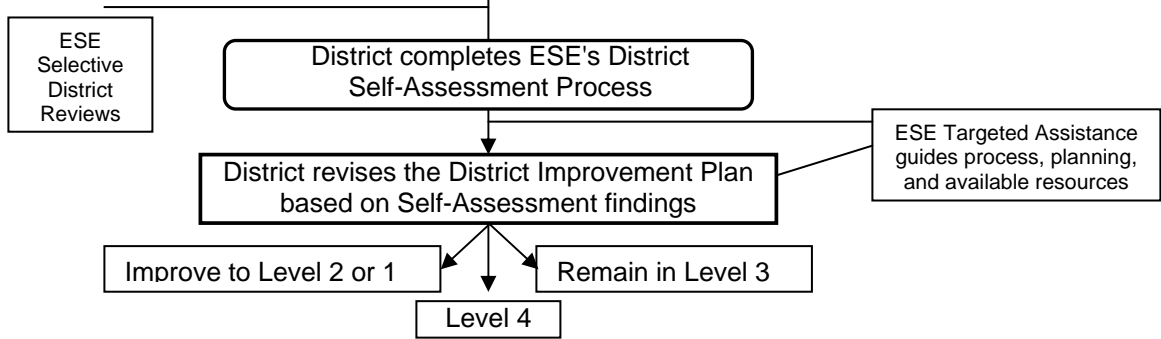 ESE
Selective
District
Reviews
District completes ESE's District
Self-Assessment Process
ESE Targeted Assistance
guides process, planning,
and available resources
District revises the District Improvement Plan
based on Self-Assessment findings
Improve to Level 2 or 1
Remain in Level 3
Level 4